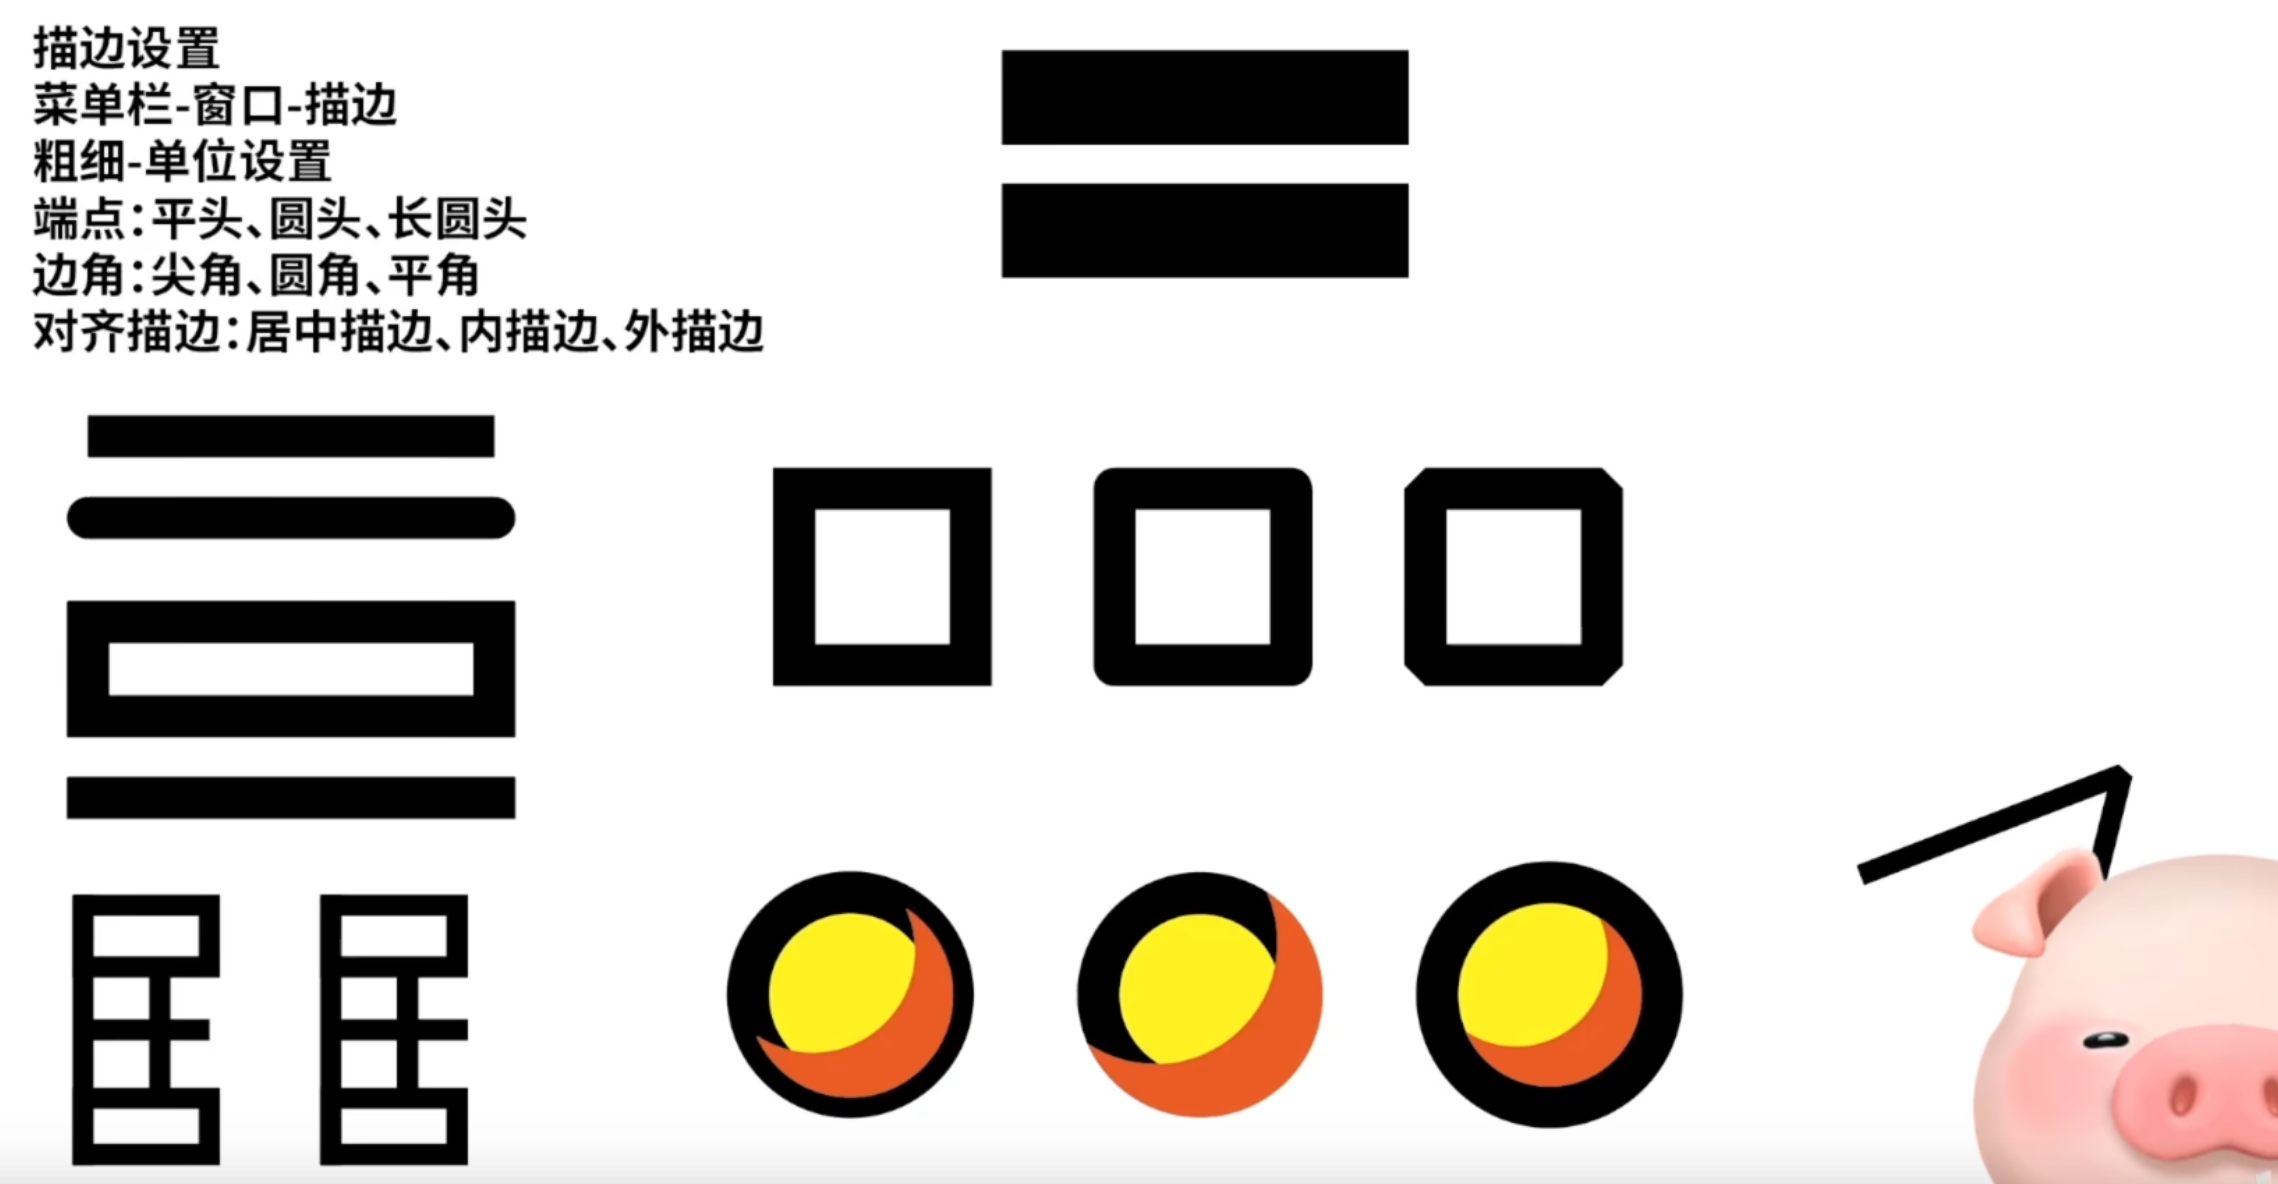 描边设置
菜单栏-窗口-描边
粗细-单位设置
端点：平头、圆头、长圆头
边角：尖角、圆角、平角
对齐描边：居中描边、内描边、外描边